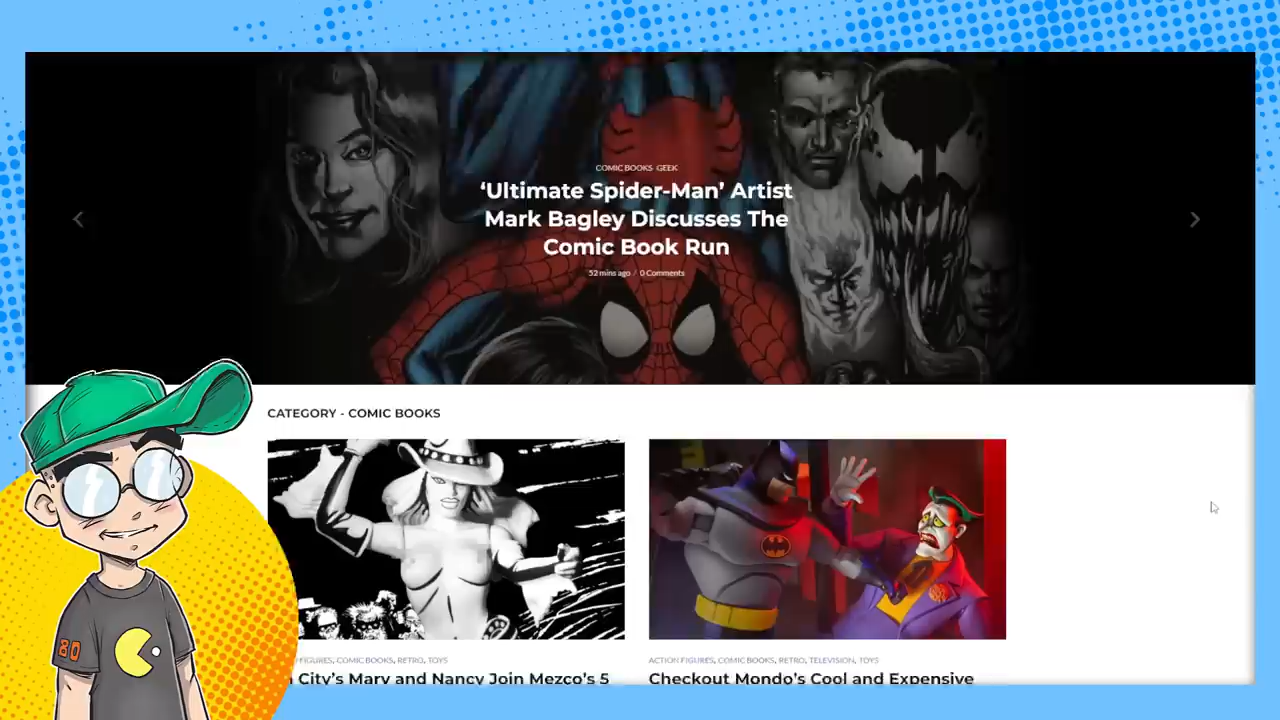 COMIC BOOKS GEEK
‘Ultimate Spider-Man’ Artist
Mark Bagley Discusses The
Comic Book Run
52 mins ago / 0 Comments
CATEGORY - COMIC BOOKS
FIGURES, COMIC BOOKS, RETRO, TOYS
City’s Mary and Nancy Join Mezco’s 5
ACTION FIGURES, COMIC BOOKS, RETRO, TELEVISION, TOYS
Checkout Mondo’s Cool and Expensive
80